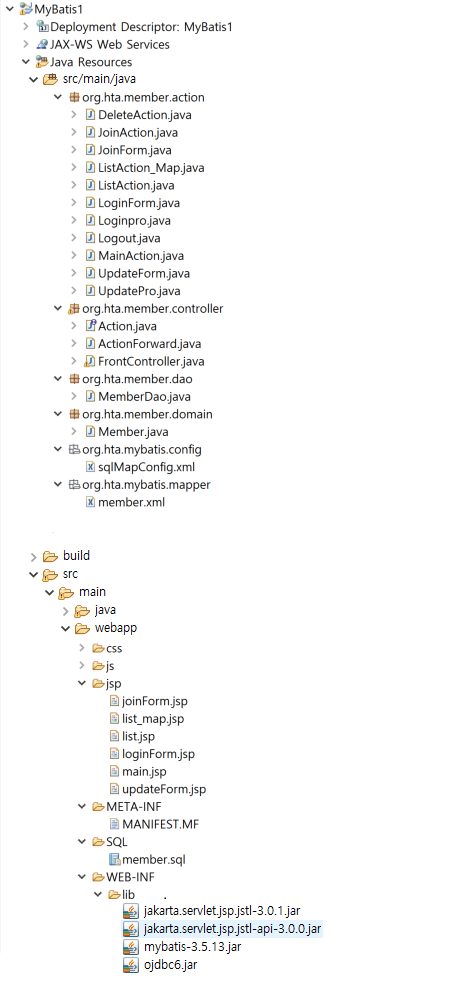 MyBatis1
Deployment Descriptor: MyBatis1
JAX-WS Web Services
Java Resources
src/main/java
org.hta.member.action
DeleteAction.java
JoinAction.java
JoinForm.java
ListAction_Map.java
ListAction.java
LoginForm.java
Loginpro.java
Logout.java
MainAction.java
UpdateForm.java
UpdatePro.java
org.hta.member.controller
Action.java
ActionForward.java
FrontController.java
org.hta.member.dao
MemberDao.java
org.hta.member.domain
Member.java
org.hta.mybatis.config
sqlMapConfig.xml
org.hta.mybatis.mapper
member.xml
build
src
main
java
webapp
css
js
jsp
joinForm.jsp
list_map.jsp
list.jsp
loginForm.jsp
main.jsp
updateForm.jsp
META-INF
MANIFEST.MF
SQL
member.sql
WEB-INF
lib
jakarta.servlet.jsp.jstl-3.0.1.jar
jakarta.servlet.jsp.jstl-api-3.0.0.jar
mybatis-3.5.13.jar
ojdbc6.jar